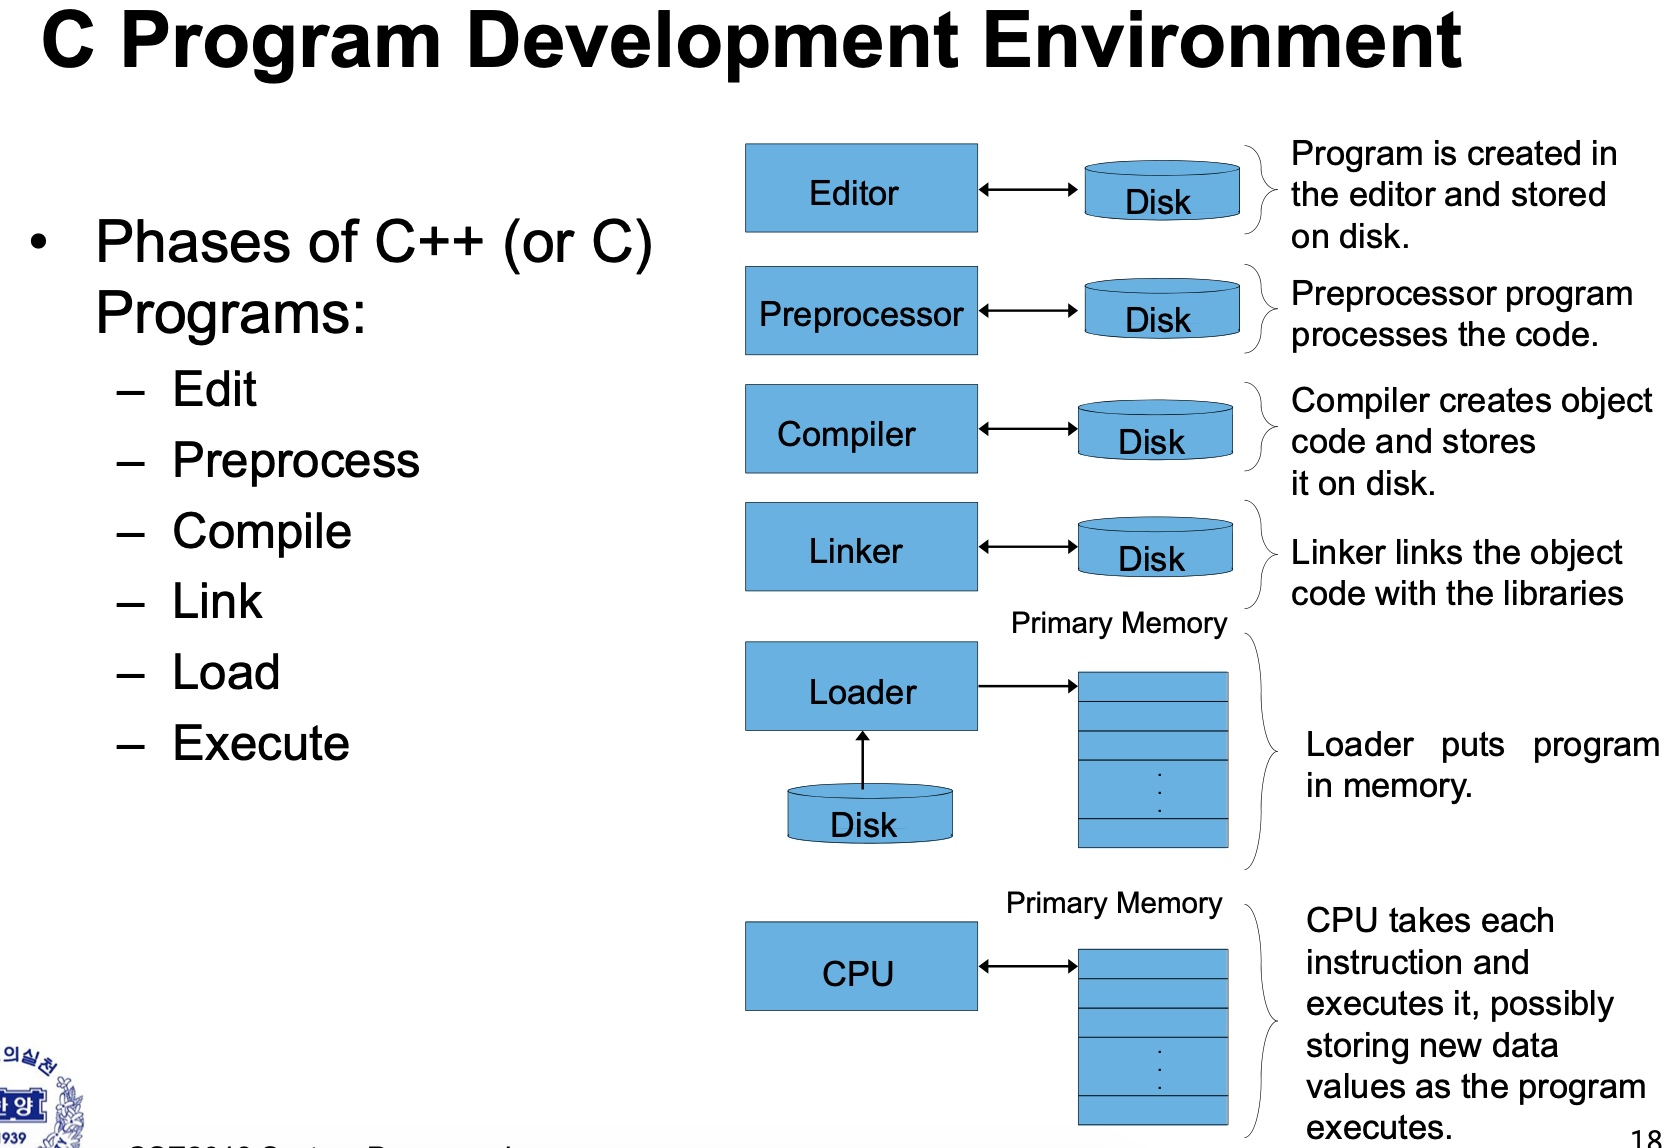 C Program Development Environment
• Phases of C++ (or C)
Programs:
– Edit
– Preprocess
– Compile
– Link
– Load
– Execute
Editor
Disk
Program is created in
the editor and stored
on disk.
Preprocessor
Disk
Preprocessor program
processes the code.
Compiler
Disk
Compiler creates object
code and stores
it on disk.
Linker
Disk
Linker links the object
code with the libraries
Primary Memory
Loader
Disk
Loader puts program
in memory.
Primary Memory
CPU
CPU takes each
instruction and
executes it, possibly
storing new data
values as the program
executes.
의실천
한양
1939
18